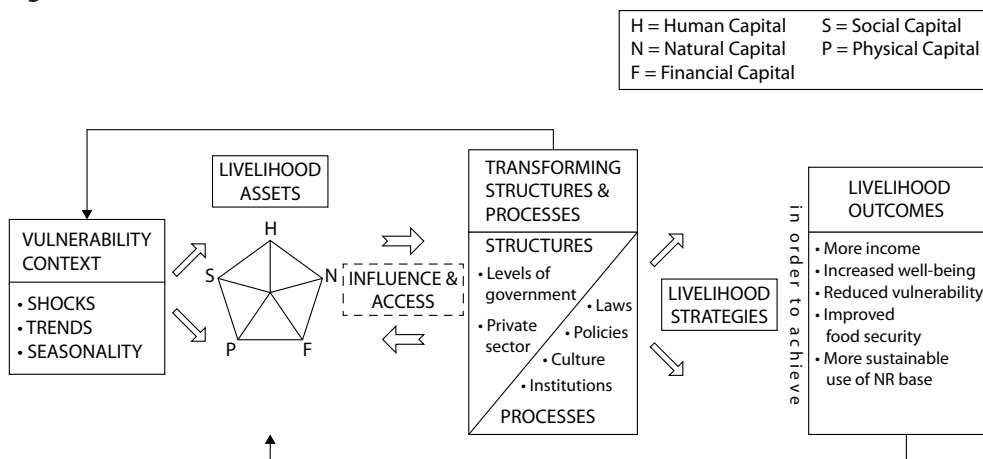 H = Human Capital S = Social Capital
N = Natural Capital P = Physical Capital
F = Financial Capital
LIVELIHOOD
ASSETS
H
S
N
P
F
VULNERABILITY
CONTEXT
• SHOCKS
• TRENDS
• SEASONALITY
INFLUENCE &
ACCESS
TRANSFORMING
STRUCTURES &
PROCESSES
STRUCTURES
• Levels of
government
• Private
sector
• Laws
• Policies
• Culture
• Institutions
PROCESSES
LIVELIHOOD
STRATEGIES
in order to achieve
LIVELIHOOD
OUTCOMES
• More income
• Increased well-being
• Reduced vulnerability
• Improved
food security
• More sustainable
use of NR base